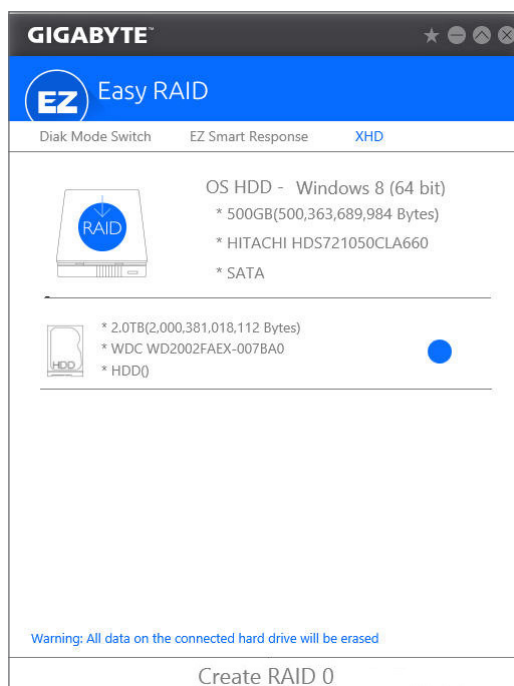 GIGABYTE™
EZ Easy RAID
Diak Mode Switch EZ Smart Response XHD
OS HDD - Windows 8 (64 bit)
* 500GB(500,363,689,984 Bytes)
RAID
* HITACHI HDS721050CLA660
* SATA
* 2.0TB(2,000,381,018,112 Bytes)
* WDC WD2002FAEX-007BA0
HDD
* HDD()
Warning: All data on the connected hard drive will be erased
Create RAID 0